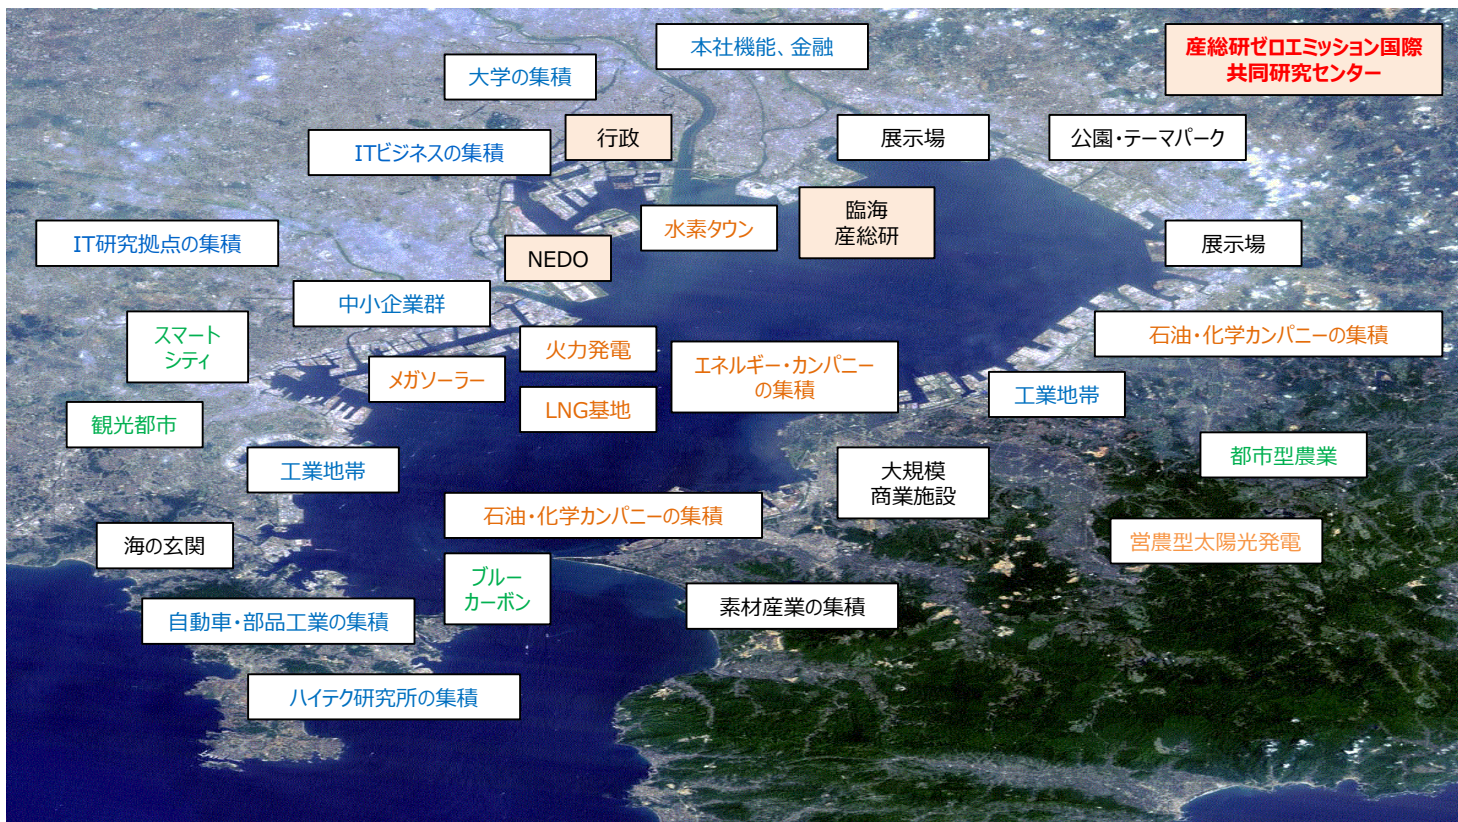 本社機能、金融
産総研ゼロエミッション国際
共同研究センター
大学の集積
行政
展示場
公園・テーマパーク
ITビジネスの集積
水素タウン
臨海
産総研
IT研究拠点の集積
展示場
NEDO
中小企業群
スマート
シティ
火力発電
石油・化学カンパニーの集積
メガソーラー
エネルギー・カンパニー
の集積
工業地帯
LNG基地
観光都市
都市型農業
工業地帯
大規模
商業施設
石油・化学カンパニーの集積
営農型太陽光発電
海の玄関
ブルー
カーボン
素材産業の集積
自動車・部品工業の集積
ハイテク研究所の集積